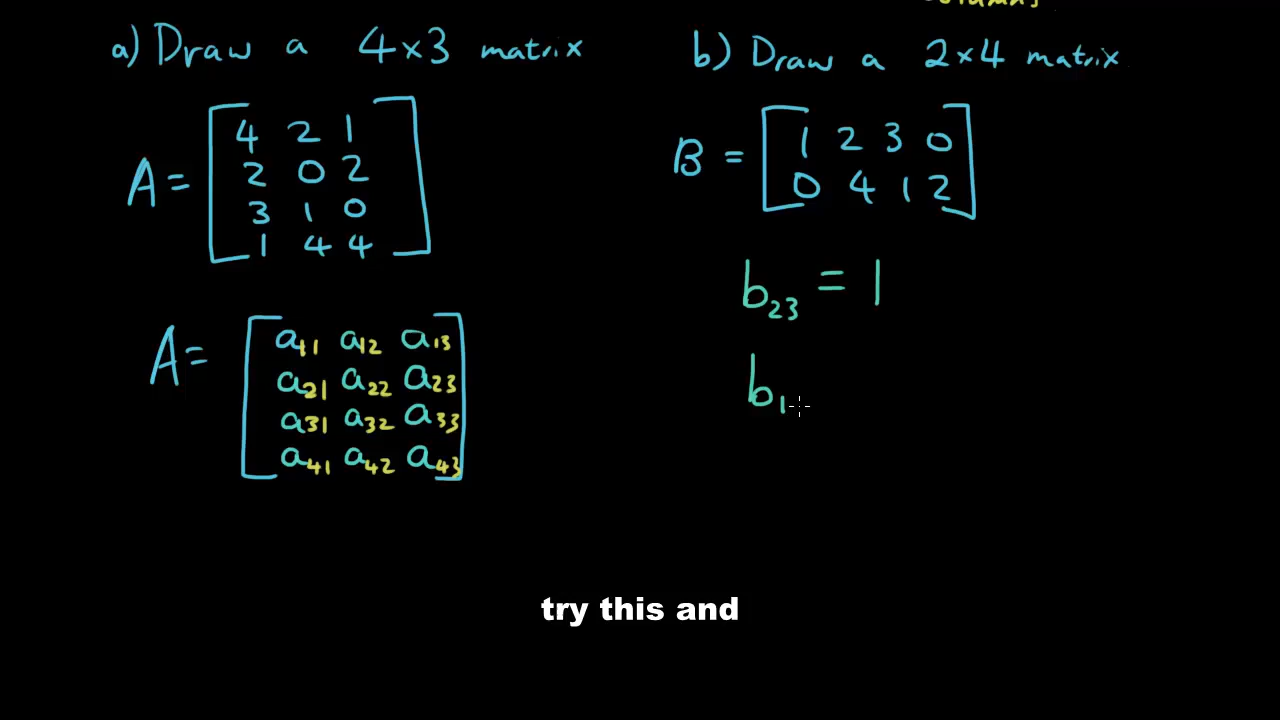 a) Draw a 4×3 matrix
A = [4 2 1
2 0 2
3 1 0
1 4 4]
A = [a11 a12 a13
a21 a22 a23
a31 a32 a33
a41 a42 a43]
b) Draw a 2×4 matrix
B = [1 2 3 0
0 4 1 2]
b23 = 1
b1
try this and